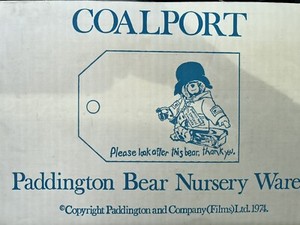 COALPORT
Please look after this bear, thank you.
Paddington Bear Nursery Ware
©Copyright Paddington and Company (Films) Ltd. 1974.